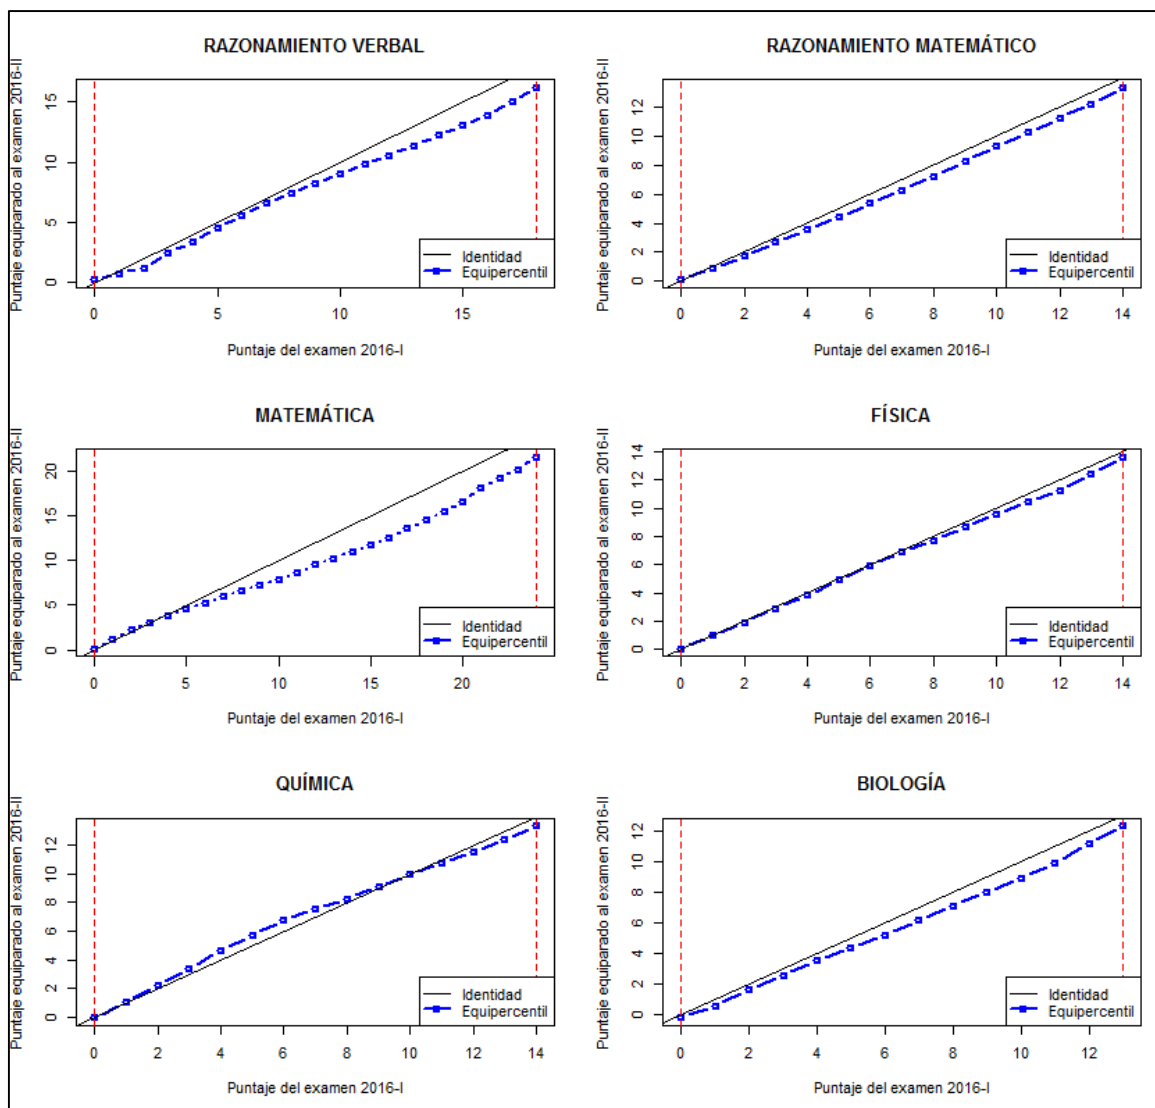 RAZONAMIENTO VERBAL
Puntaje equiparado al examen 2016-II
15
10
5
0
0 5 10 15
Identidad
Equipercentil
Puntaje del examen 2016-I
RAZONAMIENTO MATEMÁTICO
Puntaje equiparado al examen 2016-II
12
10
8
6
4
2
0
0 2 4 6 8 10 12 14
Identidad
Equipercentil
Puntaje del examen 2016-I
MATEMÁTICA
Puntaje equiparado al examen 2016-II
20
15
10
5
0
0 5 10 15 20
Identidad
Equipercentil
Puntaje del examen 2016-I
FÍSICA
Puntaje equiparado al examen 2016-II
14
12
10
8
6
4
2
0
0 2 4 6 8 10 12 14
Identidad
Equipercentil
Puntaje del examen 2016-I
QUÍMICA
Puntaje equiparado al examen 2016-II
12
10
8
6
4
2
0
0 2 4 6 8 10 12 14
Identidad
Equipercentil
Puntaje del examen 2016-I
BIOLOGÍA
Puntaje equiparado al examen 2016-II
12
10
8
6
4
2
0
0 2 4 6 8 10 12
Identidad
Equipercentil
Puntaje del examen 2016-I